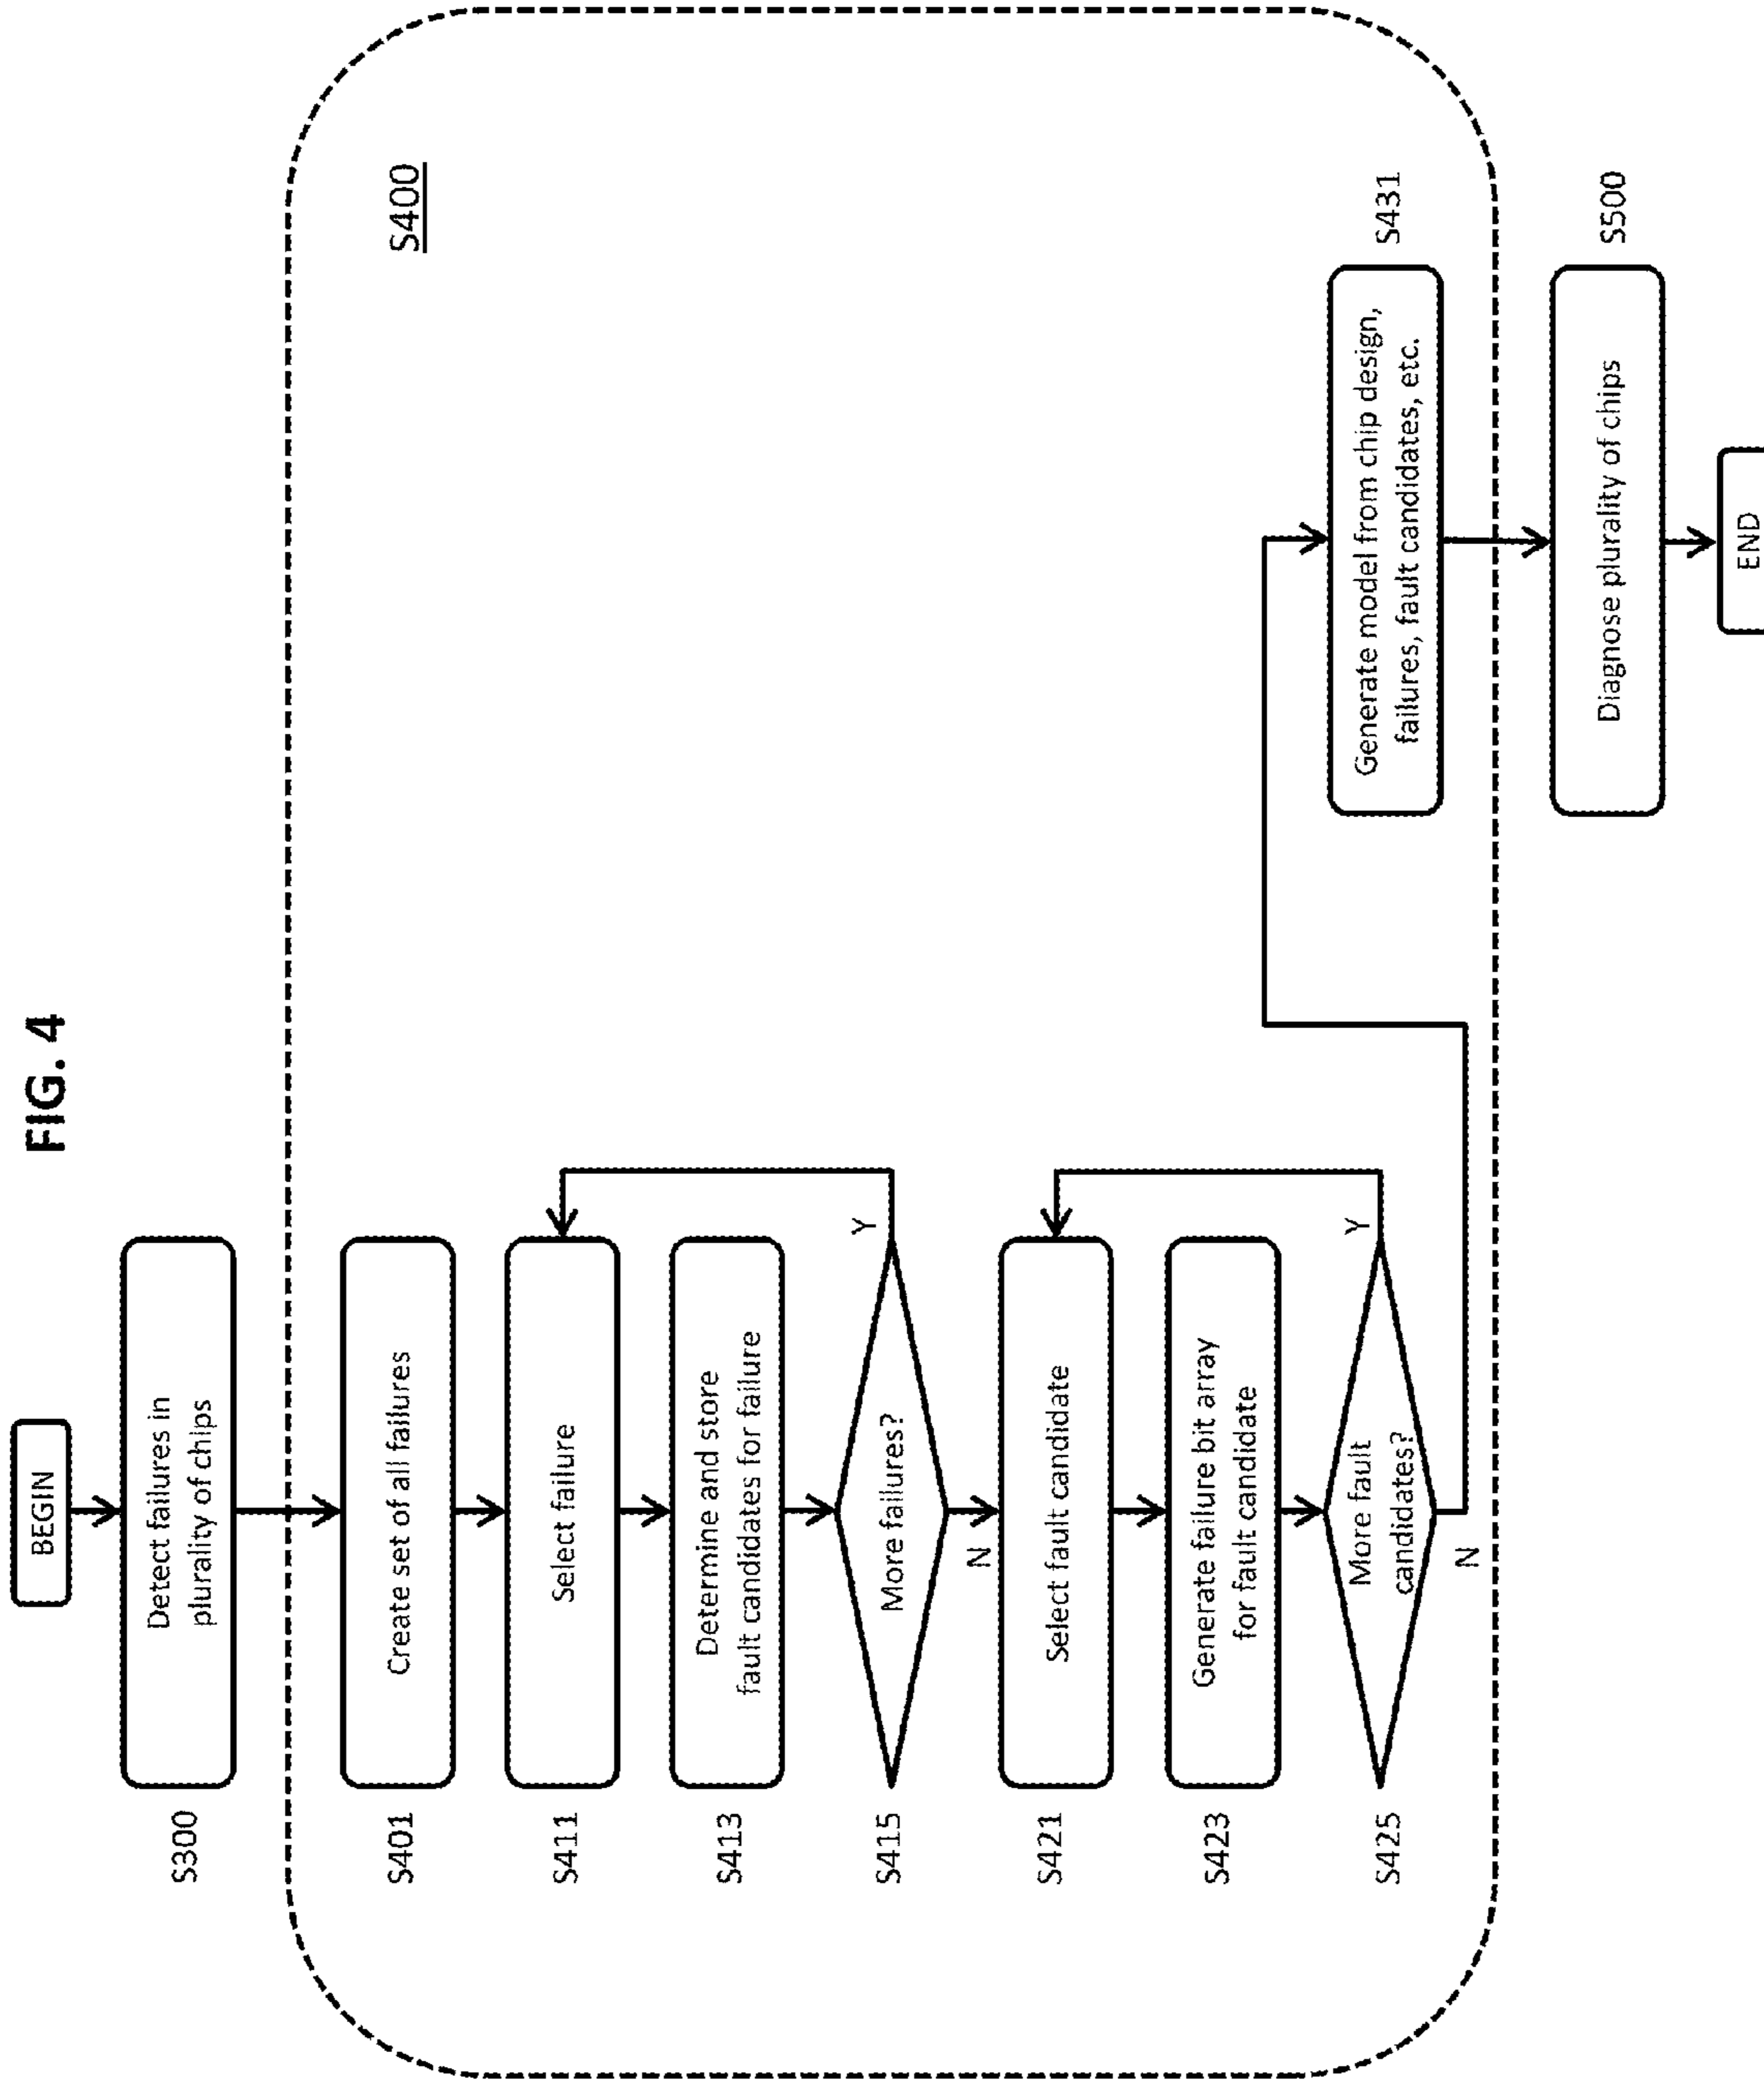 FIG. 4
BEGIN
S300
Detect failures in
plurality of chips
S400
S401
Create set of all failures
S411
Select failure
S413
Determine and store
fault candidates for failure
S415
More failures?
Y
N
S421
Select fault candidate
S423
Generate failure bit array
for fault candidate
S425
More fault
candidates?
Y
N
Generate model from chip design,
failures, fault candidates, etc.
S431
Diagnose plurality of chips
S500
END